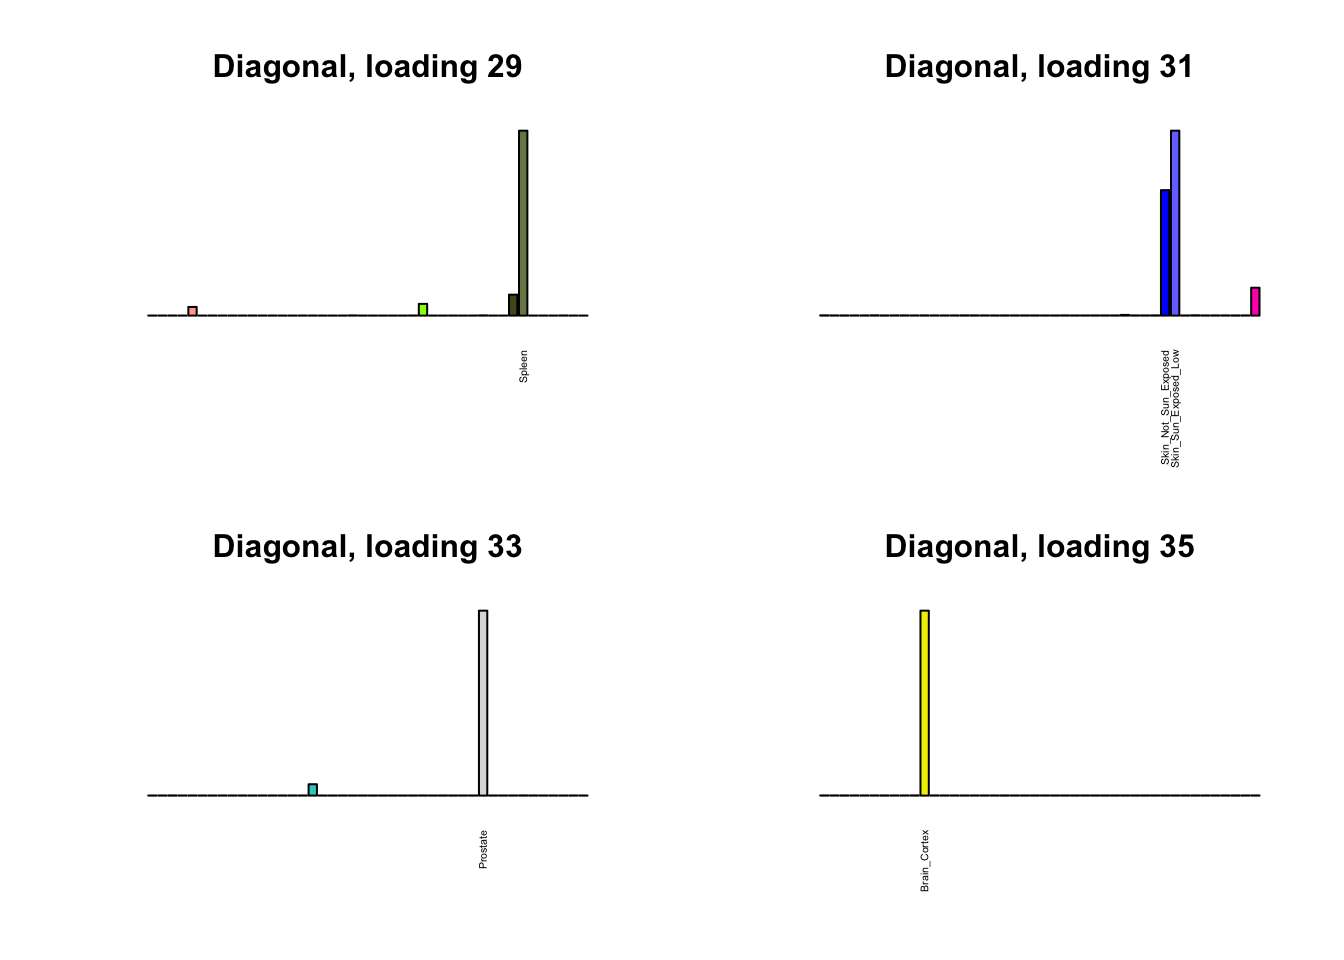 Diagonal, loading 29
Spleen
Diagonal, loading 31
Skin_Not_Sun_Exposed
Skin_Sun_Exposed_Low
Diagonal, loading 33
Prostate
Diagonal, loading 35
Brain_Cortex